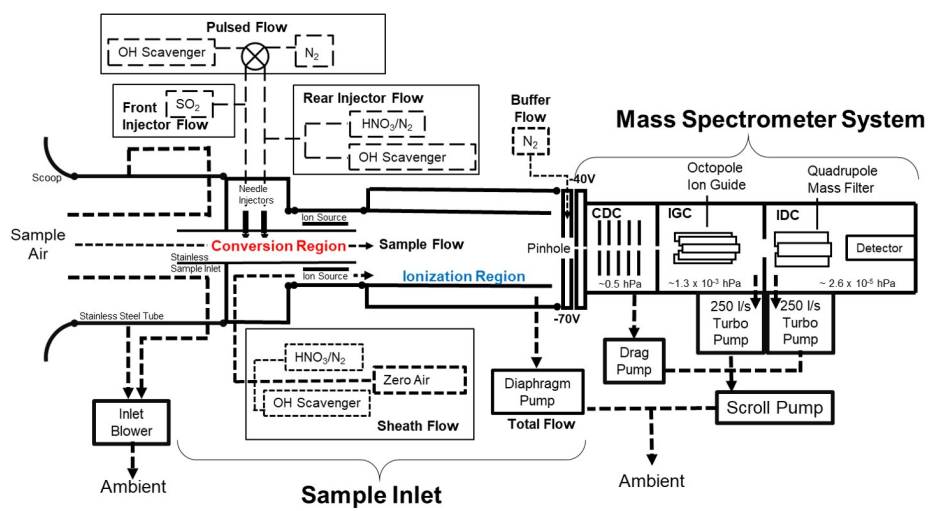 Pulsed Flow
OH Scavenger
N2
Front
Injector Flow
SO2
Rear Injector Flow
HNO3/N2
OH Scavenger
Buffer
Flow
N2
Mass Spectrometer System
Octopole
Ion Guide
Quadrupole
Mass Filter
Scoop
Needle
Injectors
-40V
CDC
IGC
IDC
Ion Source
Sample
Air
Conversion Region
Sample Flow
Pinhole
Detector
Stainless
Sample Inlet
Ion Source
Ionization Region
~0.5 hPa
~1.3 x 10-3 hPa
~ 2.6 x 10-5 hPa
Stainless Steel Tube
-70V
250 l/s
Turbo
Pump
250 l/s
Turbo
Pump
HNO3/N2
Zero Air
OH Scavenger
Sheath Flow
Drag
Pump
Diaphragm
Pump
Total Flow
Scroll Pump
Inlet
Blower
Ambient
Ambient
Sample Inlet